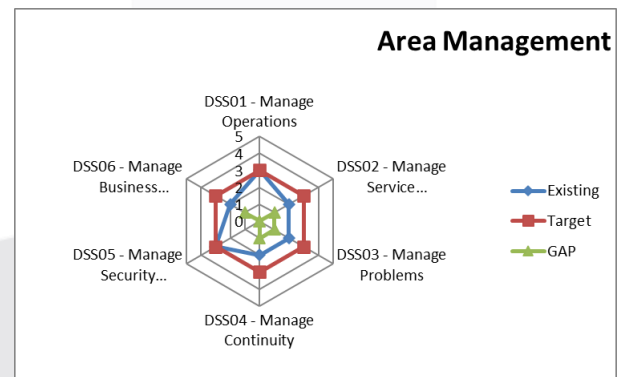 Area Management
DSS01 - Manage
Operations
5
4
3
2
1
0
DSS06 - Manage
Business...
DSS02 - Manage
Service...
DSS05 - Manage
Security...
DSS03 - Manage
Problems
DSS04 - Manage
Continuity
Existing
Target
GAP